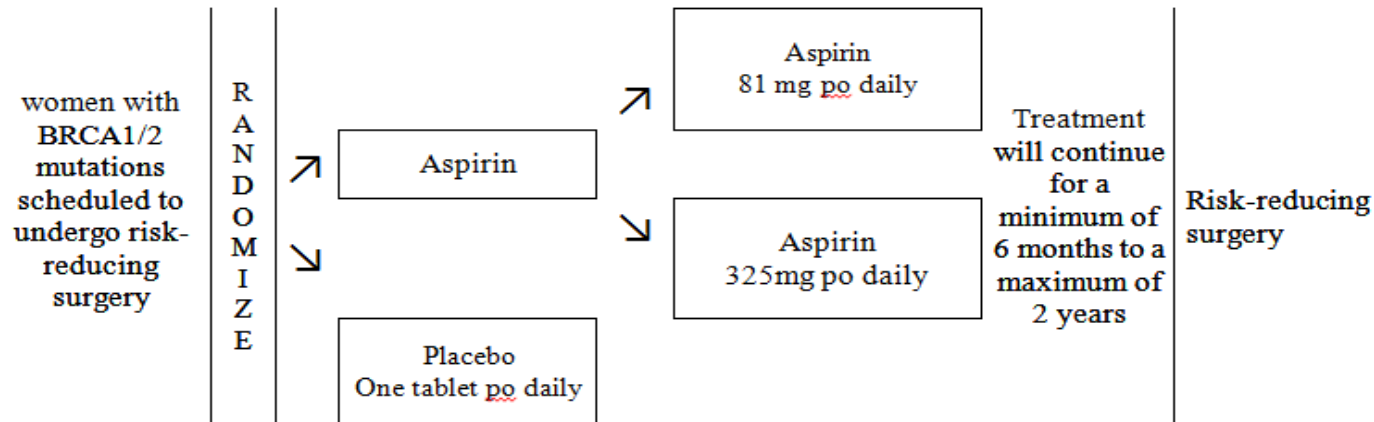 women with
BRCA1/2
mutations
scheduled to
undergo risk-
reducing
surgery
R
A
N
D
O
M
I
Z
E
Aspirin
Placebo
One tablet po daily
Aspirin
81 mg po daily
Aspirin
325mg po daily
Treatment
will continue
for a
minimum of
6 months to a
maximum of
2 years
Risk-reducing
surgery